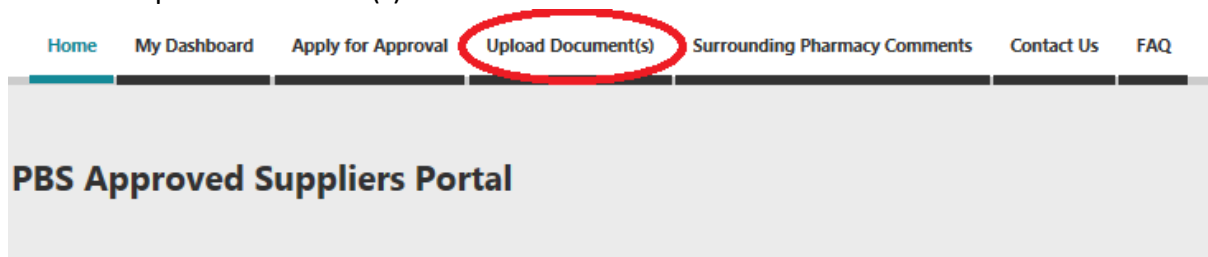 Home My Dashboard Apply for Approval Upload Document(s) Surrounding Pharmacy Comments Contact Us FAQ
PBS Approved Suppliers Portal